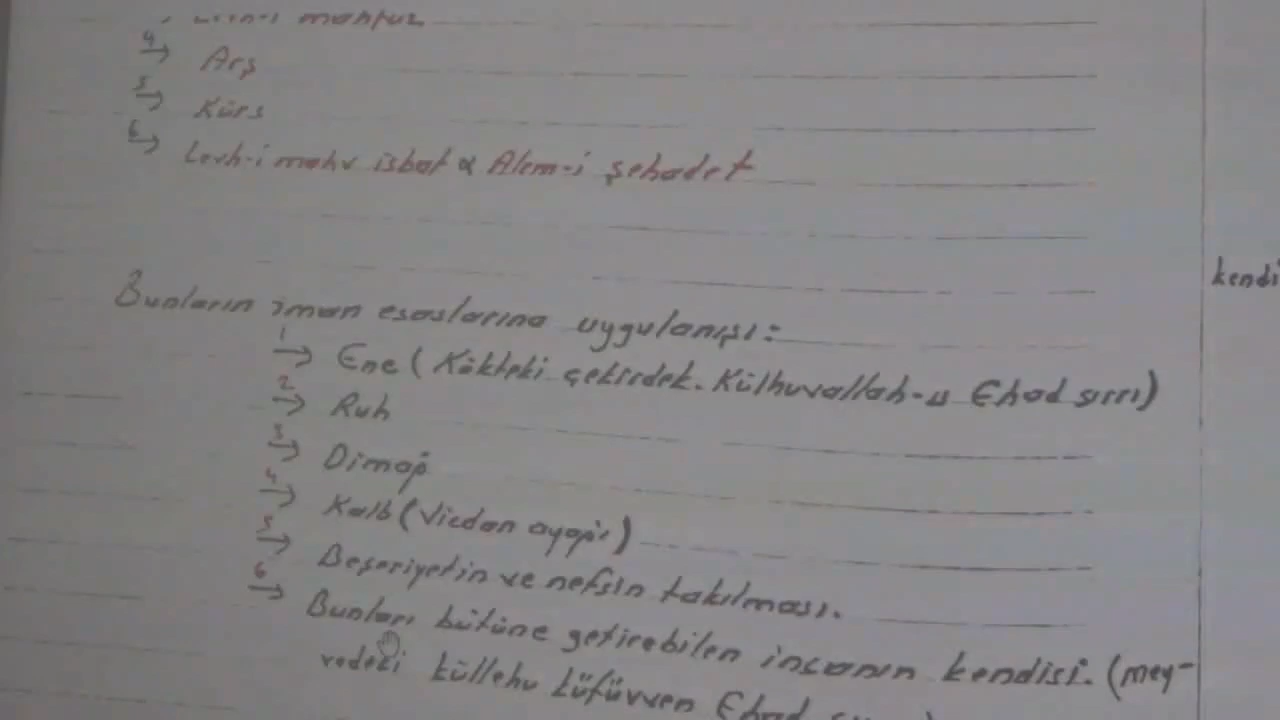 mahfuz
4 → Arş
5 → Kürs
6 → Levh-i mahv isbat α Alem-i şehadet
kendi
Bunların iman esaslarına uygulanışı:
1 → Ene (Kökteki çekirdek. Külhuvallah-u Ehad sırrı)
2 → Ruh
3 → Dimağ
4 → Kalb (Vicdan ayağı)
5 → Beşeriyetin ve nefsin takılması.
6 → Bunları bütüne getirebilen insanın kendisi. (mey-
vedeki küllehu küfüvven Ehad